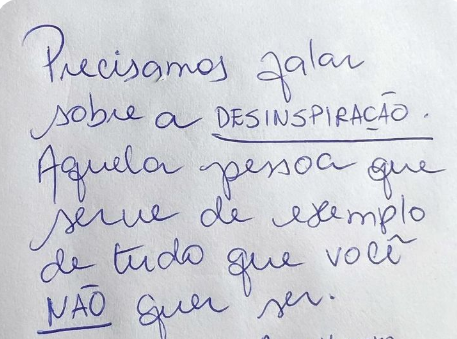 Precisamos falar
sobre a DESINSPIRAÇÃO.
Aquela pessoa que
serve de exemplo
de tudo que você
NÃO quer ser.